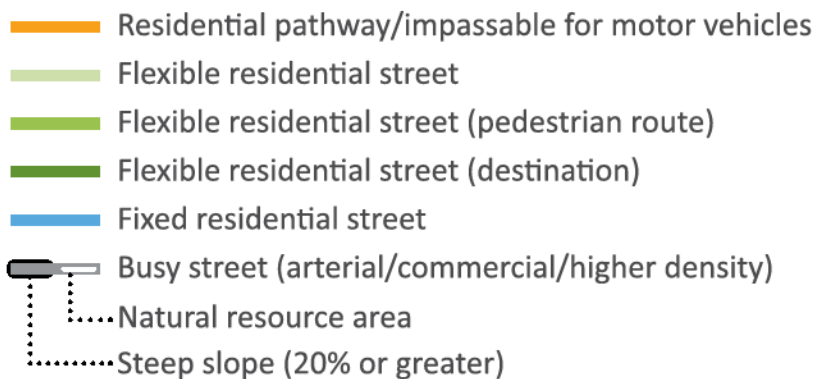 Residential pathway/impassable for motor vehicles
Flexible residential street
Flexible residential street (pedestrian route)
Flexible residential street (destination)
Fixed residential street
Busy street (arterial/commercial/higher density)
Natural resource area
Steep slope (20% or greater)